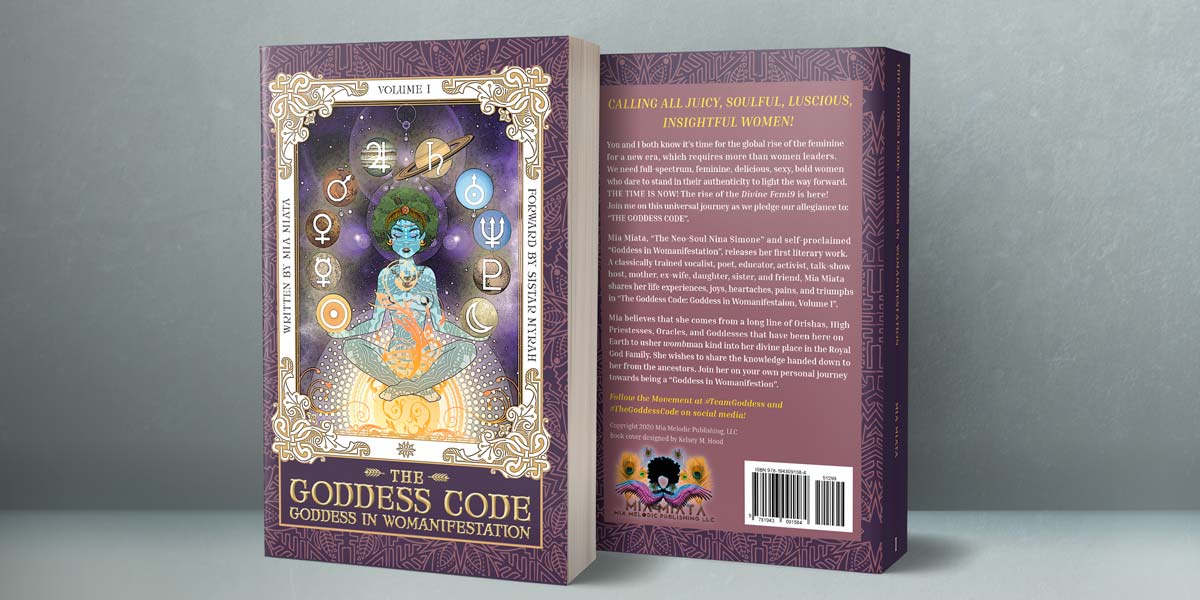 VOLUME I
WRITTEN BY MIA MIATA
FORWARD BY SISTAR MYRAH
THE
GODDESS CODE
GODDESS IN WOMANIFESTATION
CALLING ALL JUICY, SOULFUL, LUSCIOUS,
INSIGHTFUL WOMEN!
You and I both know it's time for the global rise of the feminine
for a new era, which requires more than women leaders.
We need full-spectrum, feminine, delicious, sexy, bold women
who dare to stand in their authenticity to light the way forward.
THE TIME IS NOW! The rise of the Divine Femi9 is here!
Join me on this universal journey as we pledge our allegiance to:
"THE GODDESS CODE".
Mia Miata, "The Neo-Soul Nina Simone" and self-proclaimed
"Goddess in Womanifestation", releases her first literary work.
A classically trained vocalist, poet, educator, activist, talk-show
host, mother, ex-wife, daughter, sister, and friend, Mia Miata
shares her life experiences, joys, heartaches, pains, and triumphs
in "The Goddess Code: Goddess in Womanifestaion, Volume I".
Mia believes that she comes from a long line of Orishas, High
Priestesses, Oracles, and Goddesses that have been here on
Earth to usher wombman kind into her divine place in the Royal
God Family. She wishes to share the knowledge handed down to
her from the ancestors. Join her on your own personal journey
towards being a "Goddess in Womanifestion".
Follow the Movement at #TeamGoddess and
#TheGoddessCode on social media!
Copyright 2020 Mia Melodic Publishing, LLC
Book cover designed by Kelsey M. Hood
MIA MIATA
MIA MELODIC PUBLISHING LLC
ISBN 978-1943091584
51299
9 781943 091584
THE GODDESS CODE: GODDESS IN WOMANIFESTATION
MIA MIATA
I